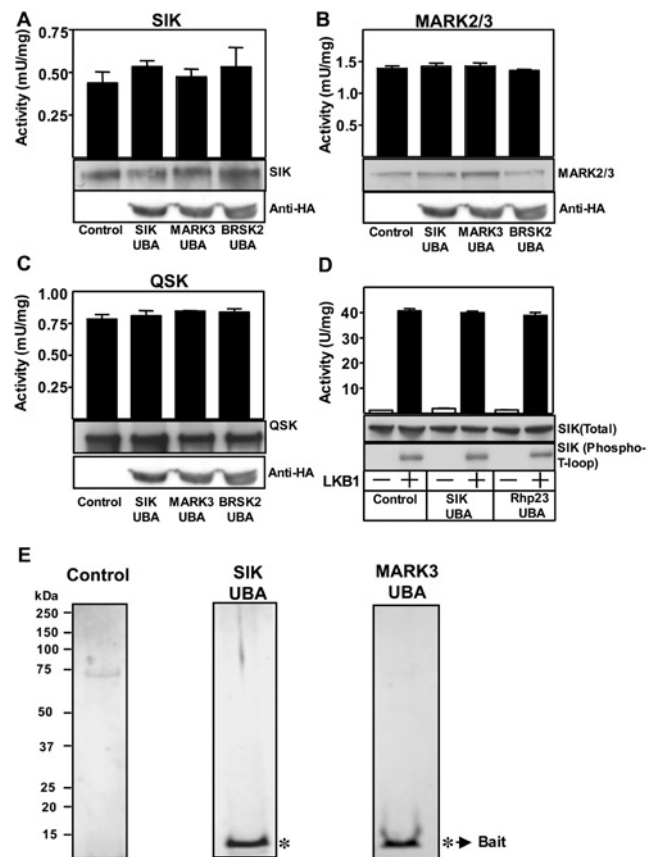 A
SIK
Activity (mU/mg)
0.75
0.50
0.25
SIK
Anti-HA
Control SIK UBA MARK3 UBA BRSK2 UBA
B
MARK2/3
Activity (mU/mg)
1.5
1.0
0.5
MARK2/3
Anti-HA
Control SIK UBA MARK3 UBA BRSK2 UBA
C
QSK
Activity (mU/mg)
1.00
0.75
0.50
0.25
QSK
Anti-HA
Control SIK UBA MARK3 UBA BRSK2 UBA
D
Activity (U/mg)
40
30
20
10
SIK(Total)
SIK (Phospho-
T-loop)
LKB1 — + — + — +
Control SIK UBA Rhp23 UBA
E
Control
SIK
UBA
MARK3
UBA
kDa
250
150
100
75
50
37
25
20
15
*
* Bait